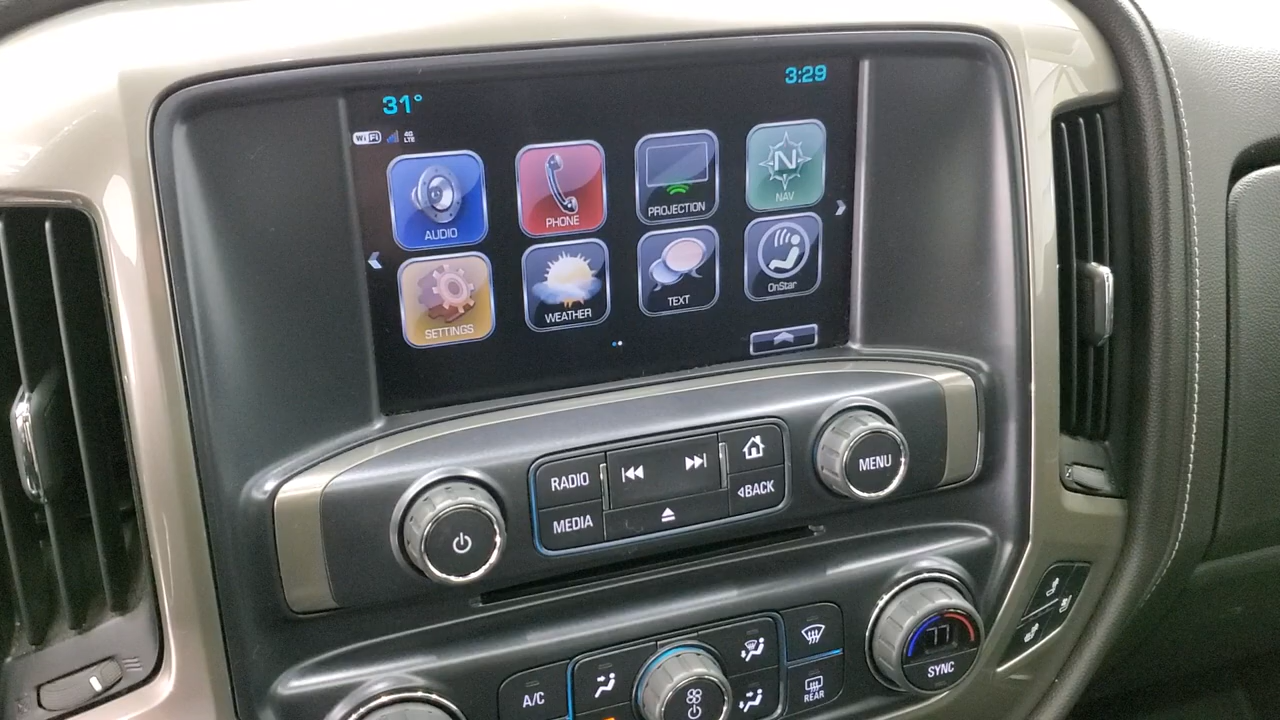 31° 3:29
WiFi 4G LTE
AUDIO PHONE PROJECTION N NAV
SETTINGS WEATHER TEXT OnStar
RADIO MENU
BACK
MEDIA
77
A/C REAR SYNC